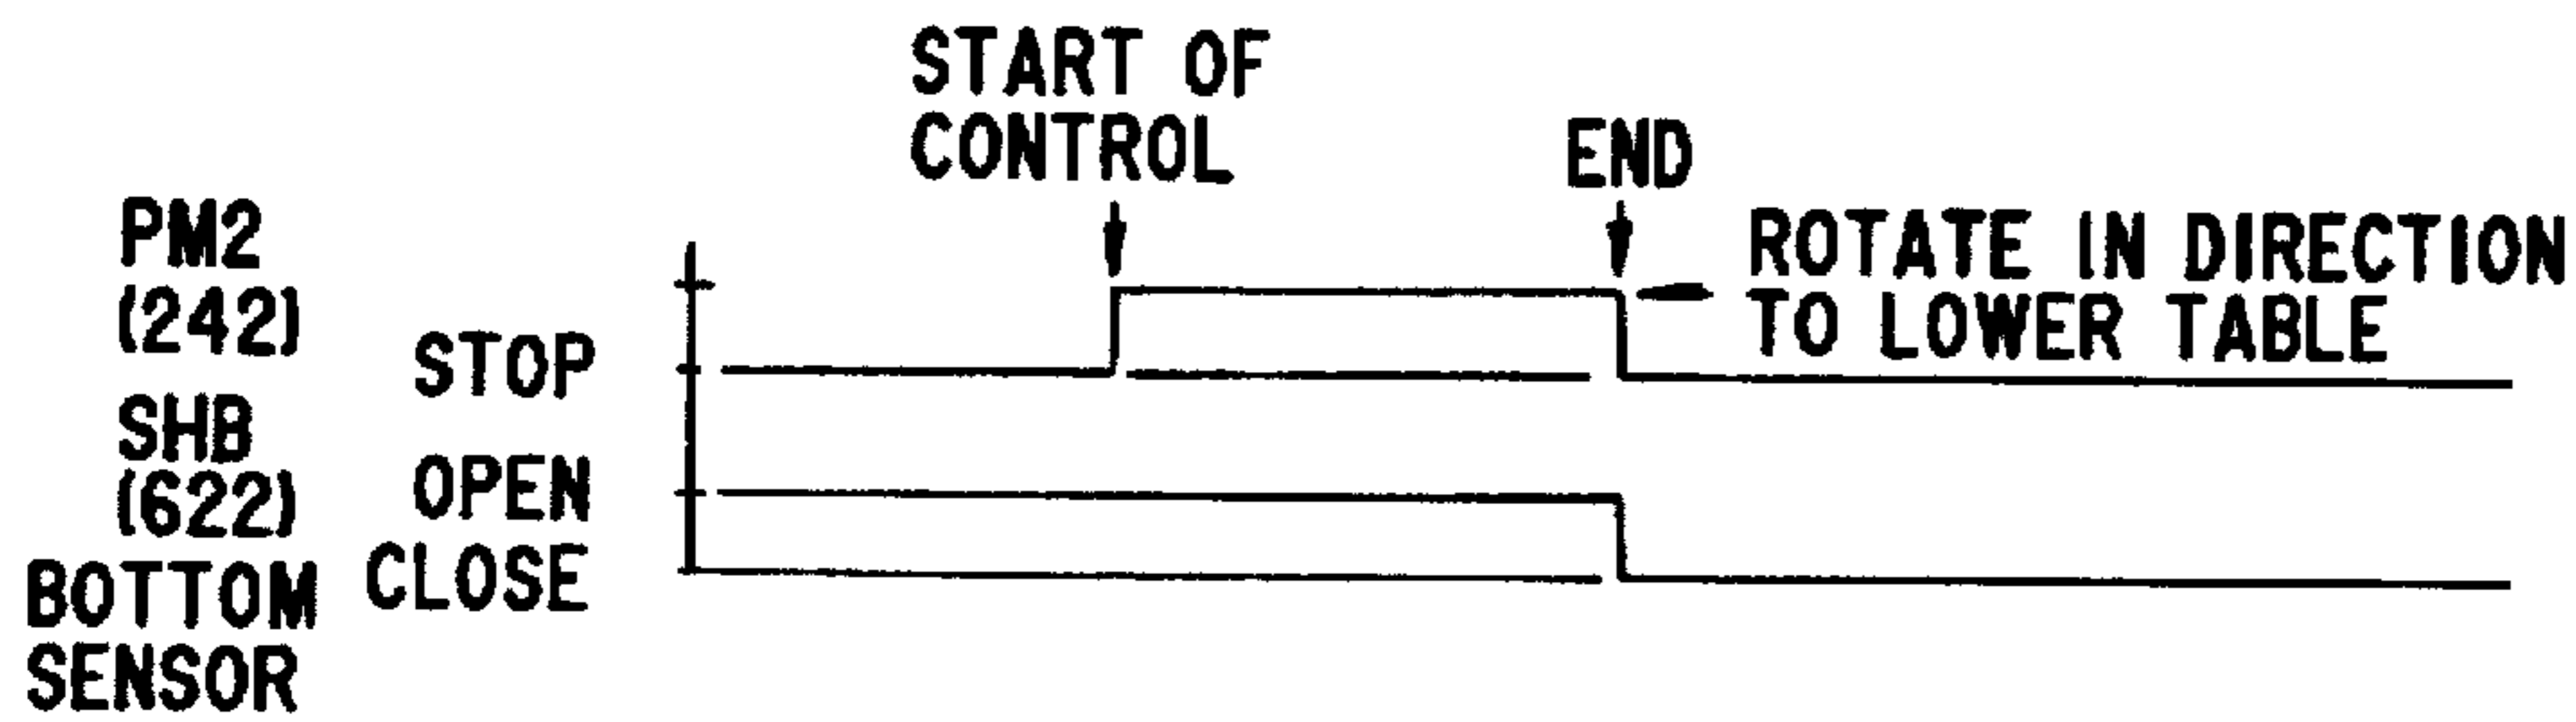 START OF
CONTROL
END
PM2
(242)
ROTATE IN DIRECTION
TO LOWER TABLE
STOP
SHB
(622)
OPEN
CLOSE
BOTTOM
SENSOR